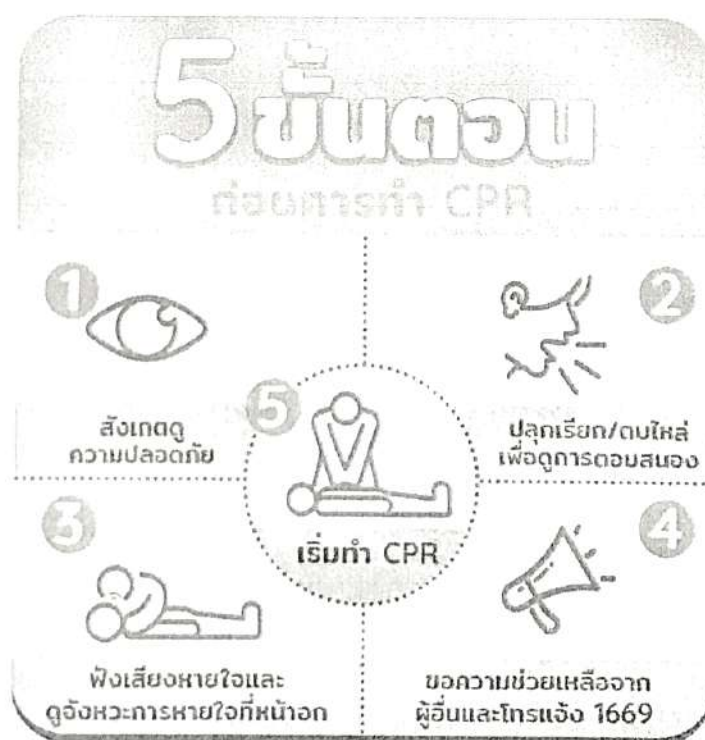 5 ขั้นตอน
ก่อนการทำ CPR
1
สังเกตดู
ความปลอดภัย
2
ปลุกเรียก/ตบไหล่
เพื่อดูการตอบสนอง
3
ฟังเสียงหายใจและ
ดูจังหวะการหายใจที่หน้าอก
4
ขอความช่วยเหลือจาก
ผู้อื่นและโทรแจ้ง 1669
5
เริ่มทำ CPR